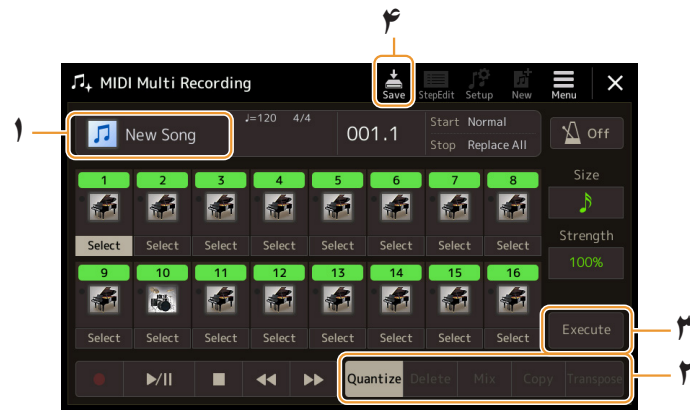 ۴
MIDI Multi Recording
Save StepEdit Setup New Menu
۱
New Song
♩=120 4/4
001.1
Start Normal
Stop Replace All
Off
1 2 3 4 5 6 7 8
Size
Select Select Select Select Select Select Select Select
Strength
100%
9 10 11 12 13 14 15 16
Select Select Select Select Select Select Select Select
Execute
۳
Quantize Delete Mix Copy Transpose
۲